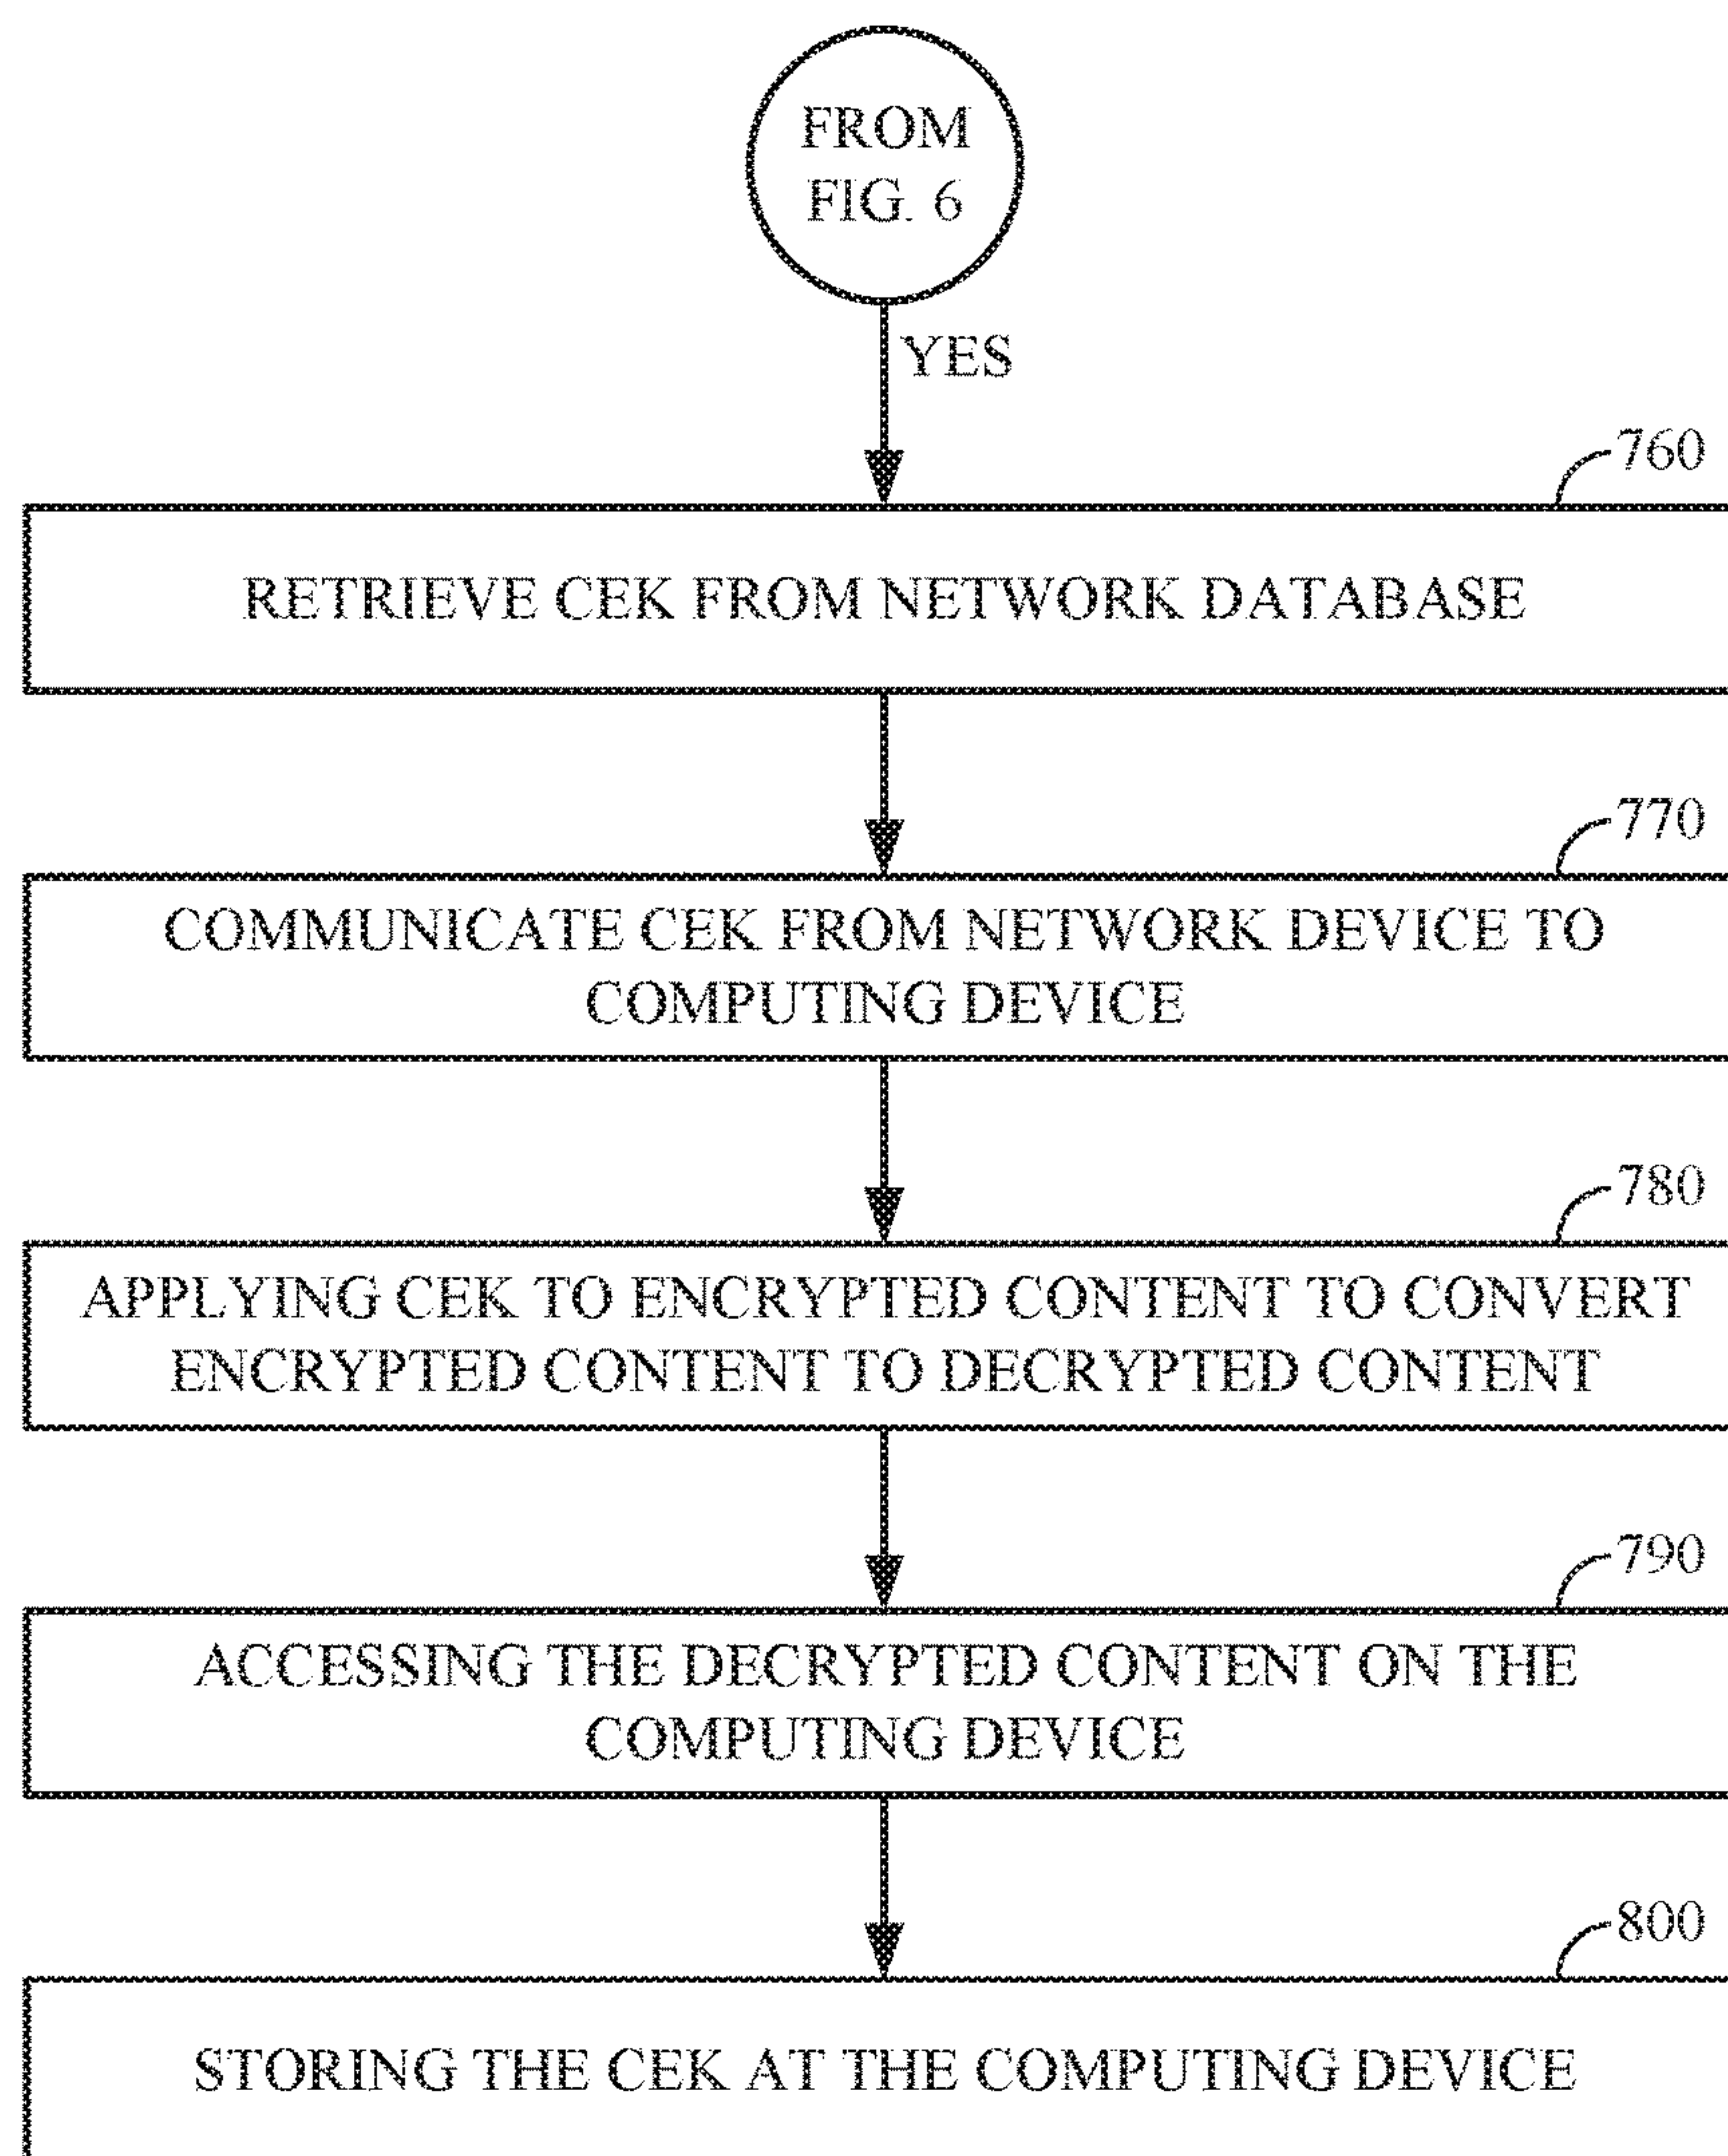 FROM
FIG. 6
YES
760
RETRIEVE CEK FROM NETWORK DATABASE
770
COMMUNICATE CEK FROM NETWORK DEVICE TO
COMPUTING DEVICE
780
APPLYING CEK TO ENCRYPTED CONTENT TO CONVERT
ENCRYPTED CONTENT TO DECRYPTED CONTENT
790
ACCESSING THE DECRYPTED CONTENT ON THE
COMPUTING DEVICE
800
STORING THE CEK AT THE COMPUTING DEVICE